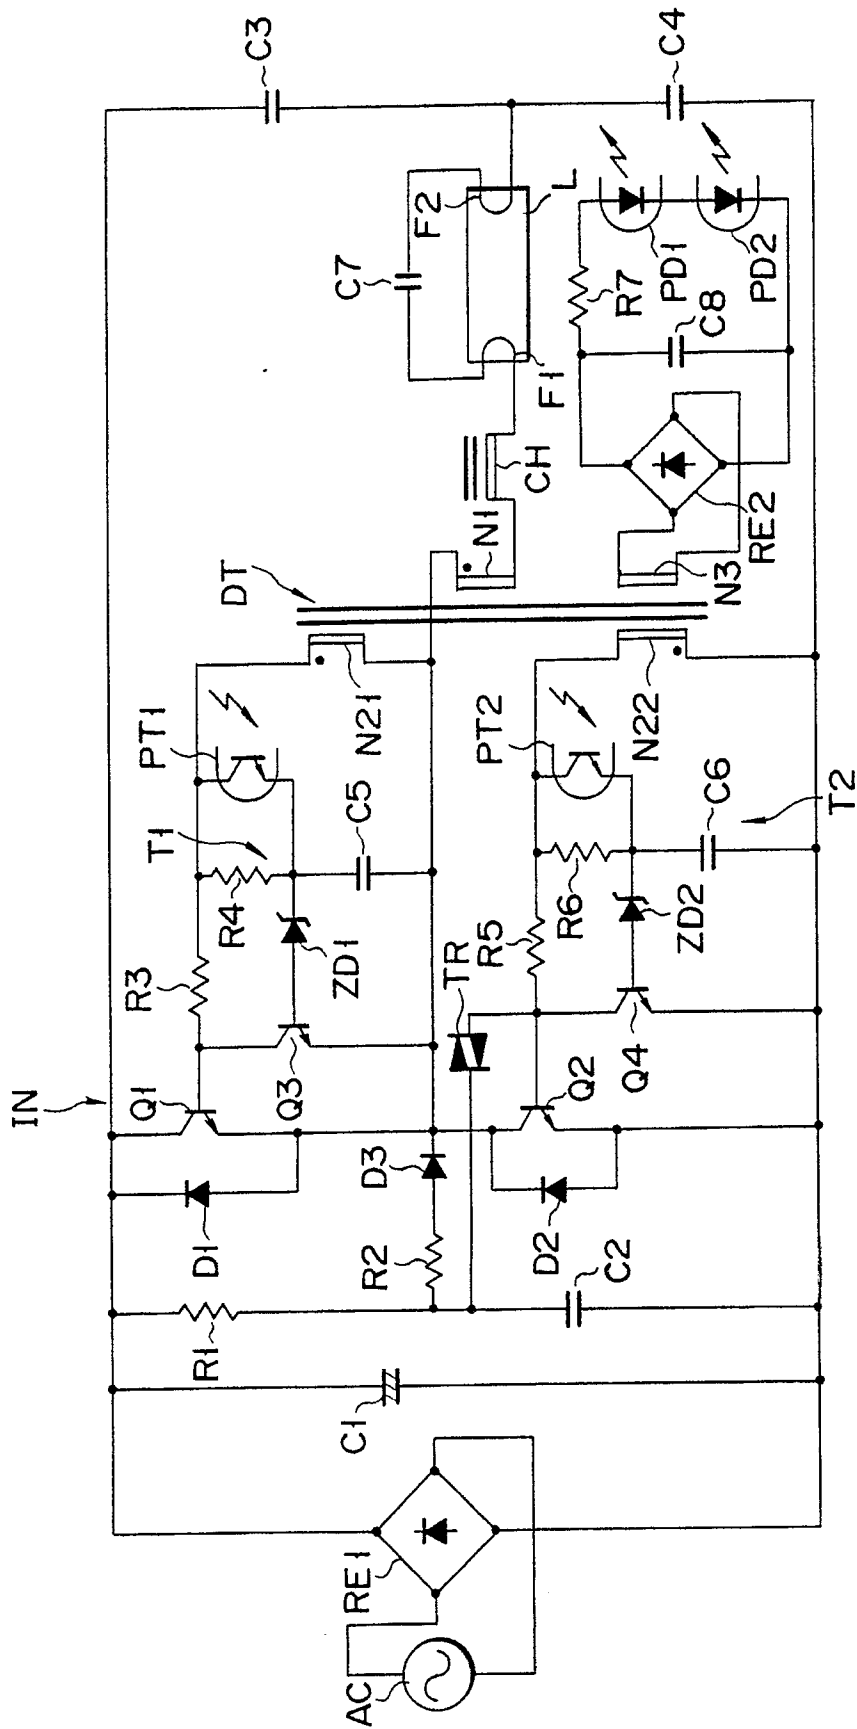 IN
AC
RE1
C1
R1
D1
Q1
R3
R4
T1
PT1
DT
Q3
ZD1
C5
N21
R2
D3
TR
R5
R6
PT2
N1
CH
C7
F2
F1
L
C3
D2
C2
Q2
Q4
ZD2
C6
T2
N22
N3
RE2
C8
R7
PD1
PD2
C4